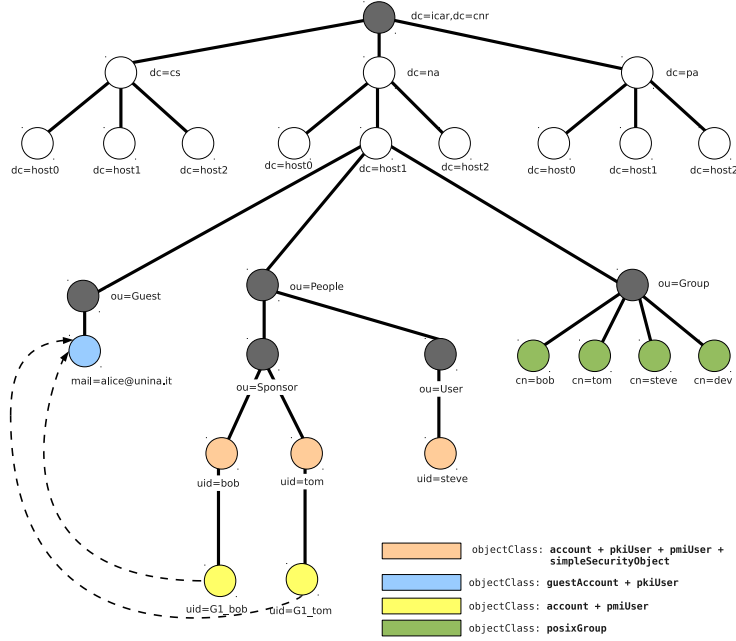 dc=icar,dc=cnr
dc=cs
dc=na
dc=pa
dc=host0
dc=host1
dc=host2
dc=host0
dc=host1
dc=host2
dc=host0
dc=host1
dc=host2
ou=Guest
ou=People
ou=Group
mail=alice@unina.it
ou=Sponsor
ou=User
cn=bob
cn=tom
cn=steve
cn=dev
uid=bob
uid=tom
uid=steve
uid=G1_bob
uid=G1_tom
objectClass: account + pkiUser + pmiUser +
simpleSecurityObject
objectClass: guestAccount + pkiUser
objectClass: account + pmiUser
objectClass: posixGroup